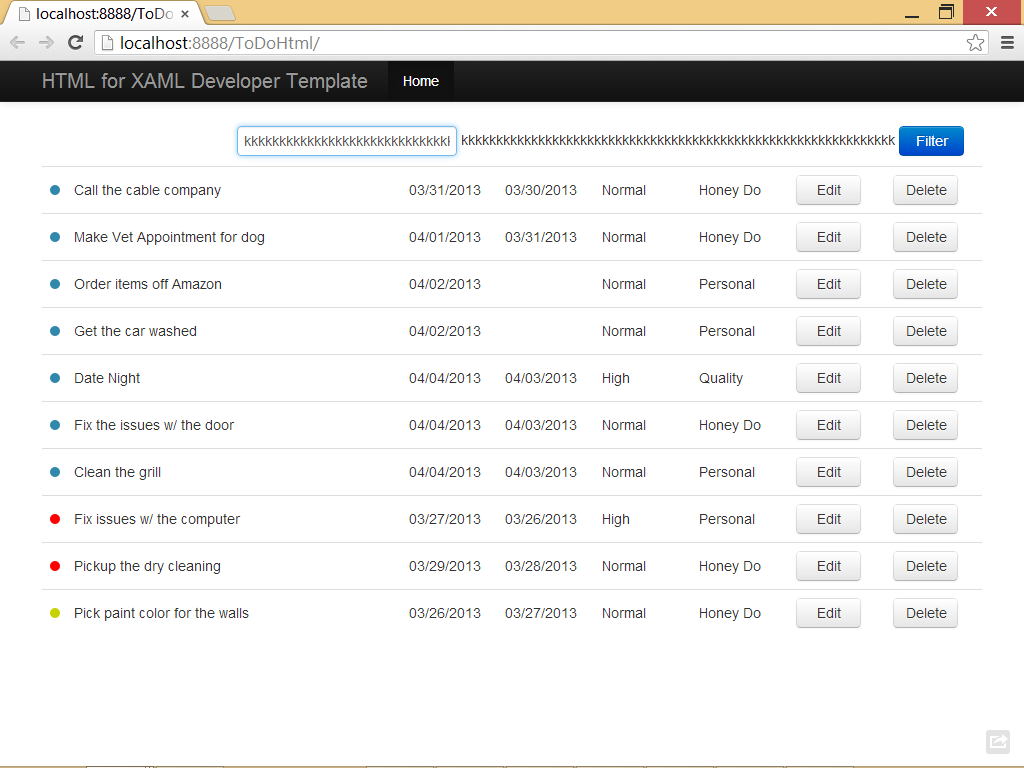 localhost:8888/ToDo
localhost:8888/ToDoHtml/
HTML for XAML Developer Template Home
kkkkkkkkkkkkkkkkkkkkkkkkkkkkk kkkkkkkkkkkkkkkkkkkkkkkkkkkkkkkkkkkkkkkkkkkkkkkkkkkkkkkkkkkkkk Filter
Call the cable company 03/31/2013 03/30/2013 Normal Honey Do Edit Delete
Make Vet Appointment for dog 04/01/2013 03/31/2013 Normal Honey Do Edit Delete
Order items off Amazon 04/02/2013 Normal Personal Edit Delete
Get the car washed 04/02/2013 Normal Personal Edit Delete
Date Night 04/04/2013 04/03/2013 High Quality Edit Delete
Fix the issues w/ the door 04/04/2013 04/03/2013 Normal Honey Do Edit Delete
Clean the grill 04/04/2013 04/03/2013 Normal Personal Edit Delete
Fix issues w/ the computer 03/27/2013 03/26/2013 High Personal Edit Delete
Pickup the dry cleaning 03/29/2013 03/28/2013 Normal Honey Do Edit Delete
Pick paint color for the walls 03/26/2013 03/27/2013 Normal Honey Do Edit Delete